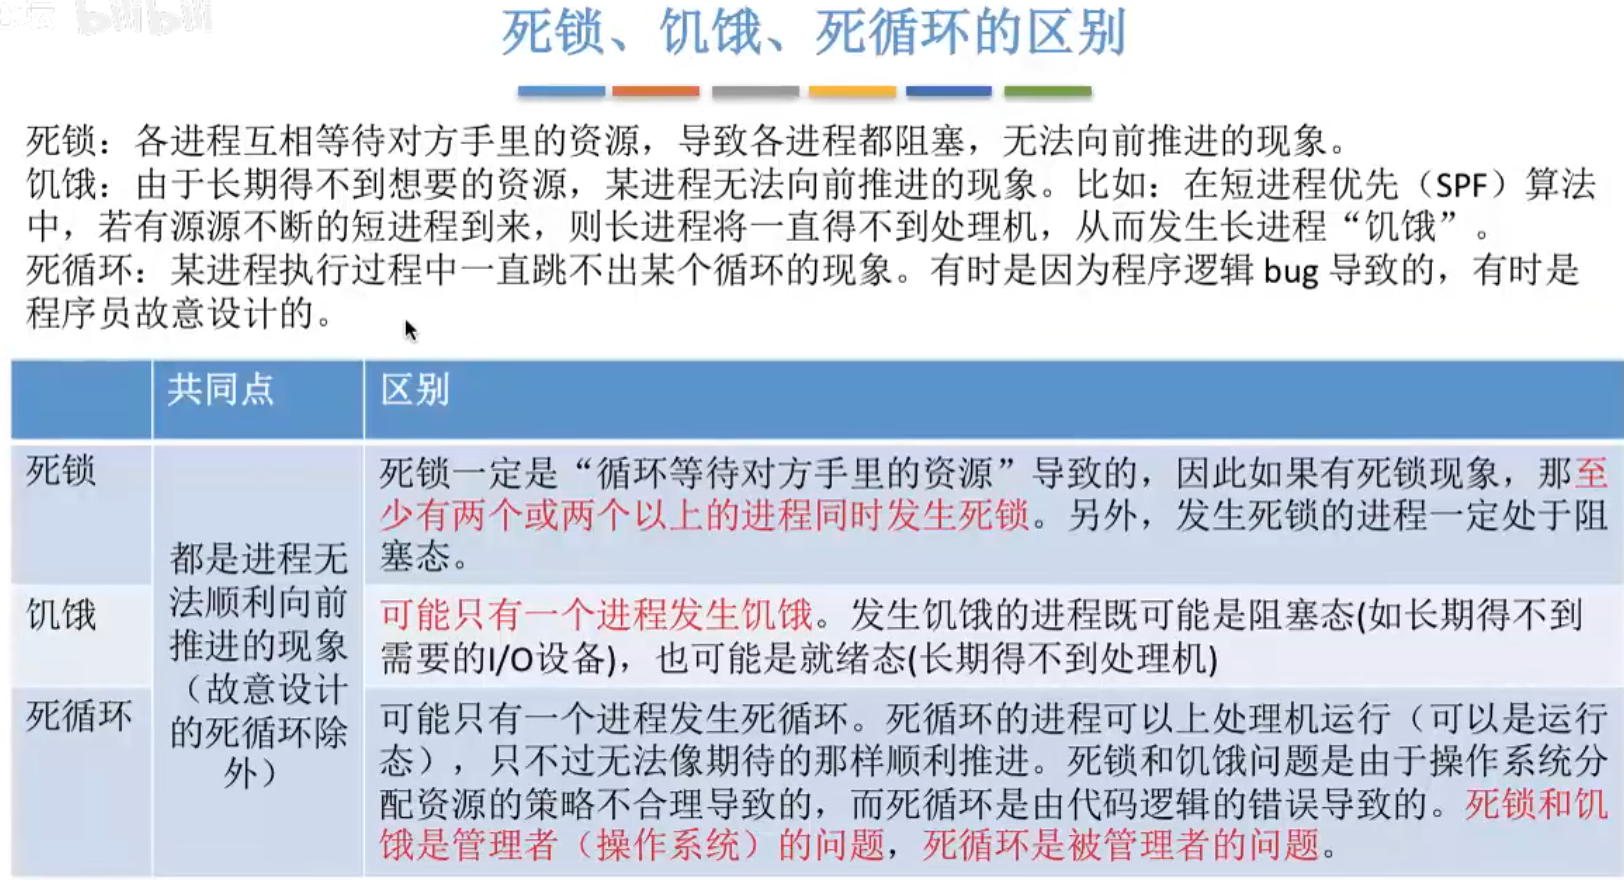 bilibili
死锁、饥饿、死循环的区别
死锁：各进程互相等待对方手里的资源，导致各进程都阻塞，无法向前推进的现象。
饥饿：由于长期得不到想要的资源，某进程无法向前推进的现象。比如：在短进程优先（SPF）算法
中，若有源源不断的短进程到来，则长进程将一直得不到处理机，从而发生长进程“饥饿”。
死循环：某进程执行过程中一直跳不出某个循环的现象。有时是因为程序逻辑 bug 导致的，有时是
程序员故意设计的。
共同点
区别
死锁
都是进程无
法顺利向前
推进的现象
（故意设计
的死循环除
外）
死锁一定是“循环等待对方手里的资源”导致的，因此如果有死锁现象，那至
少有两个或两个以上的进程同时发生死锁。另外，发生死锁的进程一定处于阻
塞态。
饥饿
可能只有一个进程发生饥饿。发生饥饿的进程既可能是阻塞态(如长期得不到
需要的I/O设备)，也可能是就绪态(长期得不到处理机)
死循环
可能只有一个进程发生死循环。死循环的进程可以上处理机运行（可以是运行
态），只不过无法像期待的那样顺利推进。死锁和饥饿问题是由于操作系统分
配资源的策略不合理导致的，而死循环是由代码逻辑的错误导致的。死锁和饥
饿是管理者（操作系统）的问题，死循环是被管理者的问题。